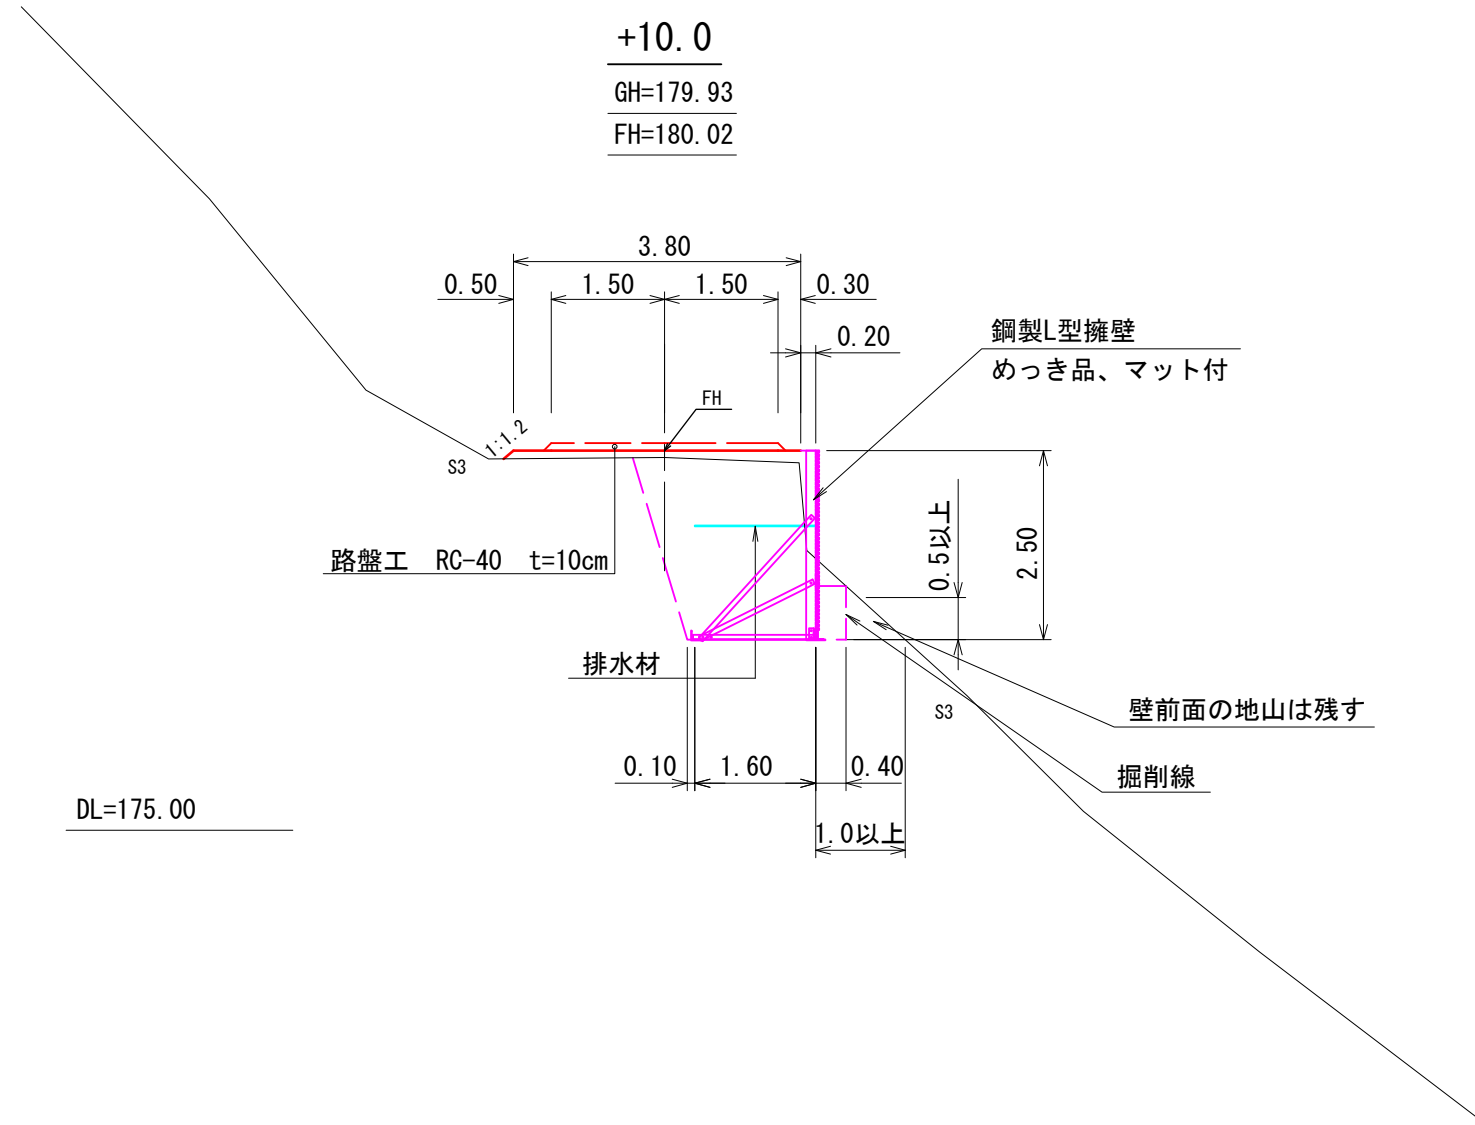 +10.0
GH=179.93
FH=180.02
3.80
0.50
1.50
1.50
0.30
0.20
鋼製L型擁壁
めっき品、マット付
FH
1:1.2
S3
路盤工 RC-40 t=10cm
0.5以上
2.50
排水材
S3
壁前面の地山は残す
0.10
1.60
0.40
掘削線
DL=175.00
1.0以上